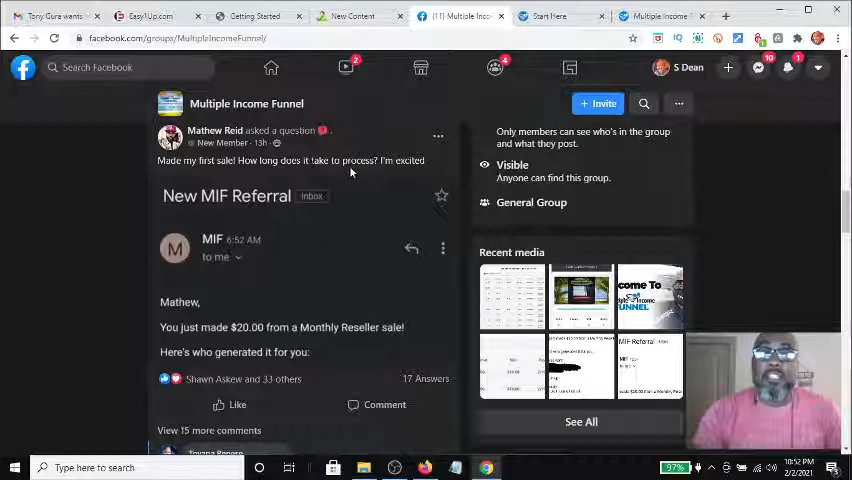 Tony Gura wants
Easy1Up.com
Getting Started
New Content
(11) Multiple Inco
Start Here
Multiple Income
facebook.com/groups/MultipleIncomeFunnel/
Search Facebook
2
4
S Dean
10
1
Multiple Income Funnel
Invite
Mathew Reid asked a question
New Member · 13h ·
Made my first sale! How long does it take to process? I'm excited
New MIF Referral Inbox
M
MIF 6:52 AM
to me
Mathew,
You just made $20.00 from a Monthly Reseller sale!
Here's who generated it for you:
Shawn Askew and 33 others
17 Answers
Like
Comment
View 15 more comments
Only members can see who's in the group
and what they post.
Visible
Anyone can find this group.
General Group
Recent media
See All
Type here to search
97%
10:52 PM
2/2/2021